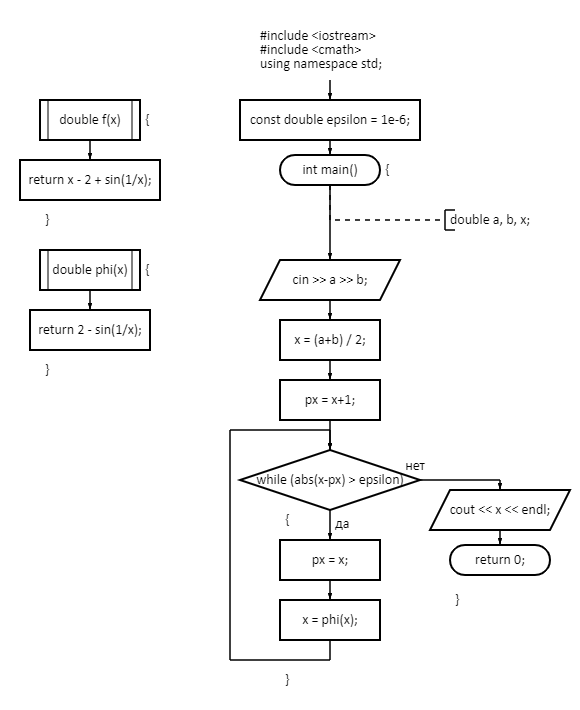 #include <iostream>
#include <cmath>
using namespace std;
const double epsilon = 1e-6;
int main()
{
double a, b, x;
cin >> a >> b;
x = (a+b) / 2;
px = x+1;
while (abs(x-px) > epsilon)
нет
{
да
px = x;
x = phi(x);
}
cout << x << endl;
return 0;
}
double f(x)
{
return x - 2 + sin(1/x);
}
double phi(x)
{
return 2 - sin(1/x);
}